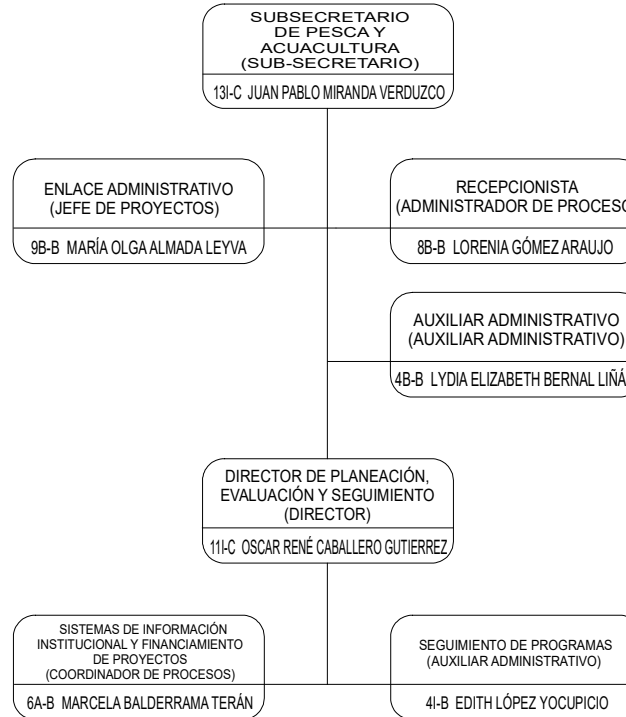 SUBSECRETARIO
DE PESCA Y
ACUACULTURA
(SUB-SECRETARIO)
13I-C JUAN PABLO MIRANDA VERDUZCO
ENLACE ADMINISTRATIVO
(JEFE DE PROYECTOS)
9B-B MARÍA OLGA ALMADA LEYVA
RECEPCIONISTA
(ADMINISTRADOR DE PROCESO
8B-B LORENIA GÓMEZ ARAUJO
AUXILIAR ADMINISTRATIVO
(AUXILIAR ADMINISTRATIVO)
4B-B LYDIA ELIZABETH BERNAL
DIRECTOR DE PLANEACIÓN,
EVALUACIÓN Y SEGUIMIENTO
(DIRECTOR)
11I-C OSCAR RENÉ CABALLERO GUTIERREZ
SISTEMAS DE INFORMACIÓN
INSTITUCIONAL Y FINANCIAMIENTO
DE PROYECTOS
(COORDINADOR DE PROCESOS)
6A-B MARCELA BALDERRAMA TERÁN
SEGUIMIENTO DE PROGRAMAS
(AUXILIAR ADMINISTRATIVO)
4I-B EDITH LÓPEZ YOCUPICIO